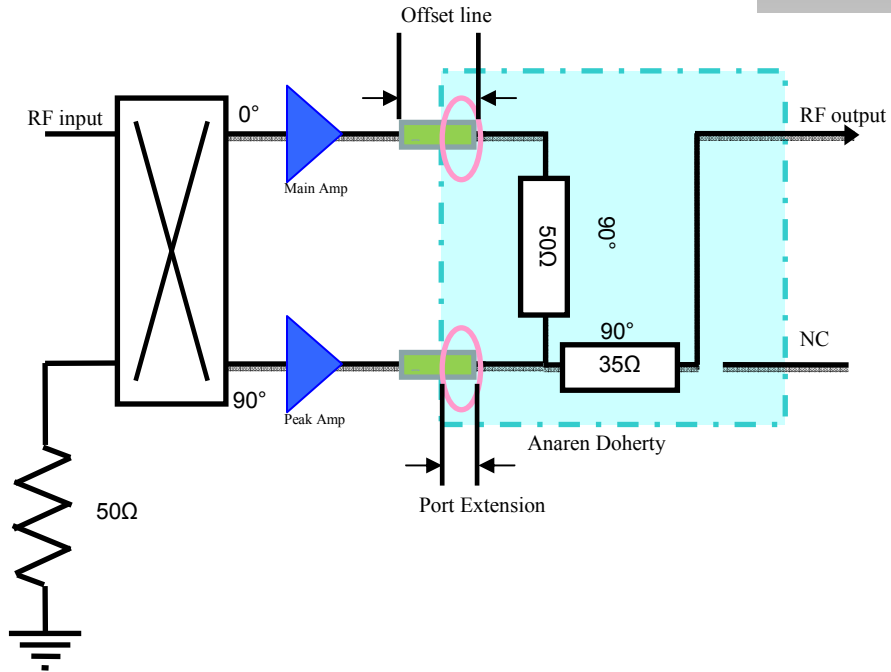 Offset line
RF input
0°
RF output
Main Amp
50Ω
90°
90°
35Ω
NC
90°
Peak Amp
Anaren Doherty
Port Extension
50Ω